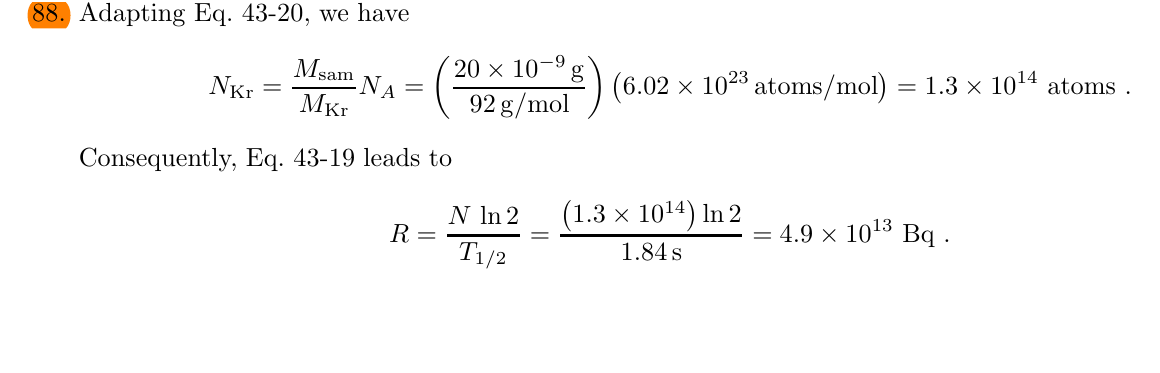 88. Adapting Eq. 43-20, we have
N_Kr = M_sam / M_Kr N_A = ( 20 × 10^−9 g / 92 g/mol ) (6.02 × 10^23 atoms/mol) = 1.3 × 10^14 atoms .
Consequently, Eq. 43-19 leads to
R = N ln 2 / T_1/2 = (1.3 × 10^14) ln 2 / 1.84 s = 4.9 × 10^13 Bq .